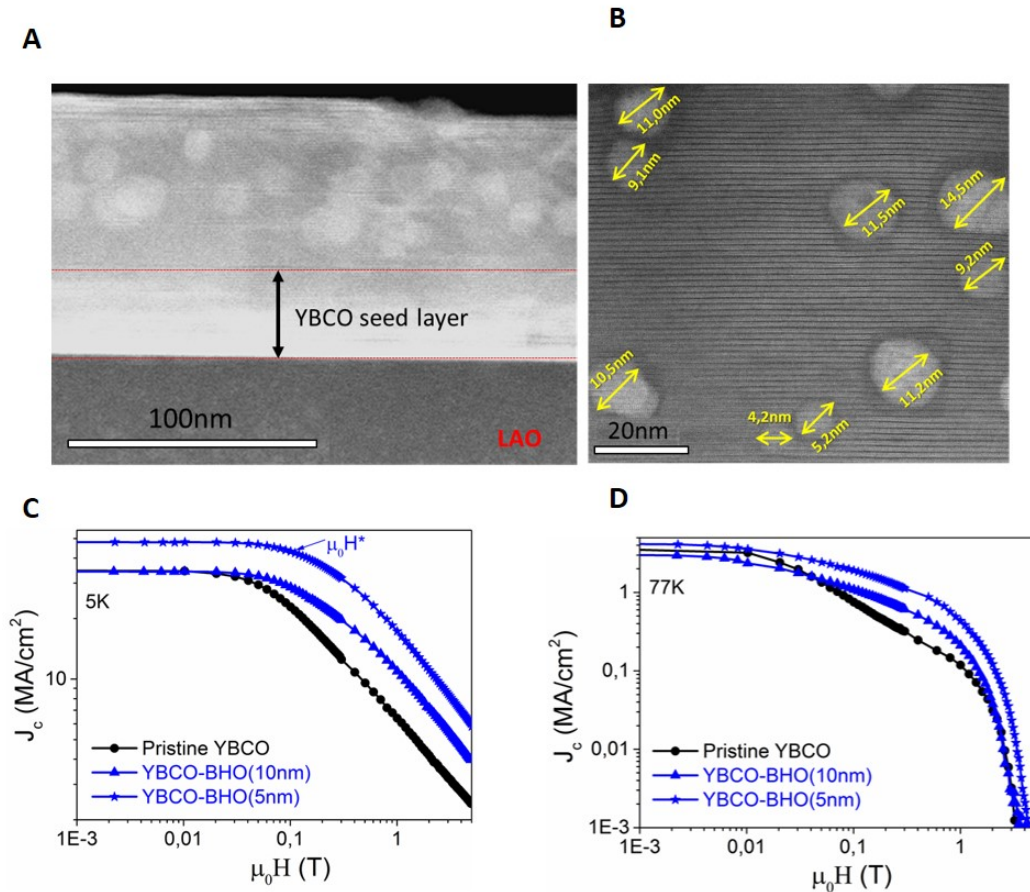 A
B
YBCO seed layer
100nm
LAO
11,0nm
9,1nm
11,5nm
14,5nm
9,2nm
10,5nm
11,2nm
4,2nm
5,2nm
20nm
C
μ₀H*
5K
10
Jc (MA/cm²)
Pristine YBCO
YBCO-BHO(10nm)
YBCO-BHO(5nm)
1E-3 0,01 0,1 1
μ₀H (T)
D
77K
1
0,1
0,01
1E-3
Jc (MA/cm²)
Pristine YBCO
YBCO-BHO(10nm)
YBCO-BHO(5nm)
1E-3 0,01 0,1 1
μ₀H (T)